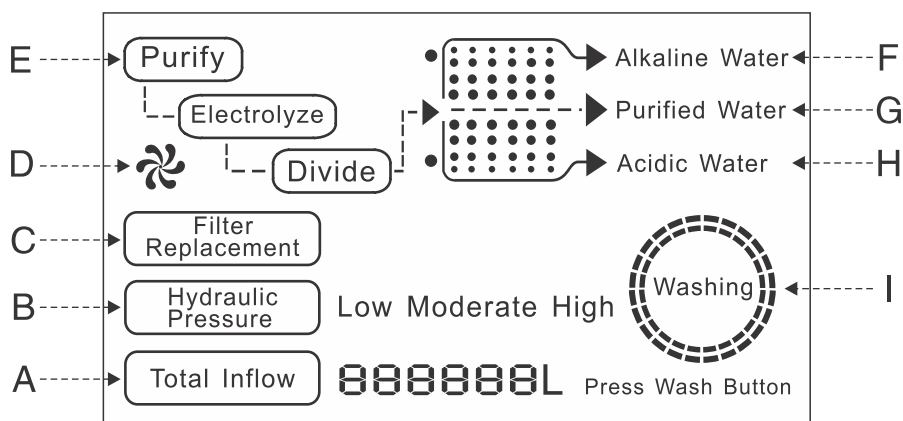 E
Purify
Alkaline Water
F
Electrolyze
Purified Water
G
D
Divide
Acidic Water
H
C
Filter
Replacement
B
Hydraulic
Pressure
Low Moderate High
Washing
I
A
Total Inflow
888888L
Press Wash Button